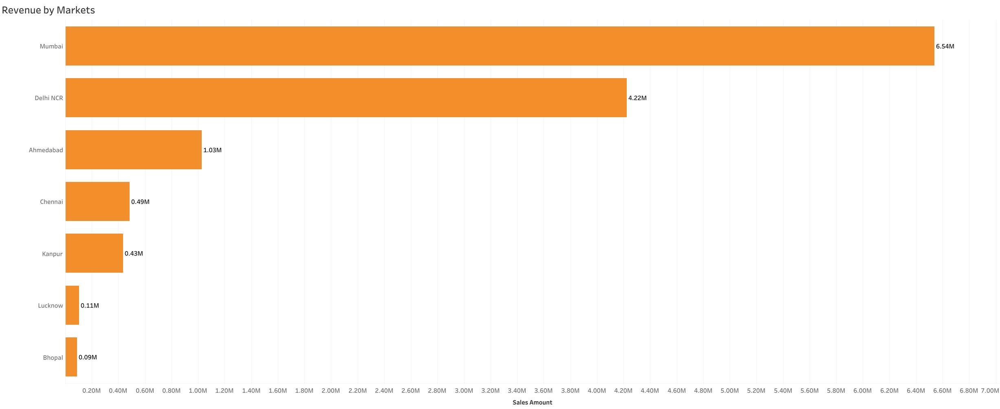 Revenue by Markets
Mumbai 6.54M
Delhi NCR 4.22M
Ahmedabad 1.03M
Chennai 0.49M
Kanpur 0.43M
Lucknow 0.11M
Bhopal 0.09M
0.20M 0.40M 0.60M 0.80M 1.00M 1.20M 1.40M 1.60M 1.80M 2.00M 2.20M 2.40M 2.60M 2.80M 3.00M 3.20M 3.40M 3.60M 3.80M 4.00M 4.20M 4.40M 4.60M 4.80M 5.00M 5.20M 5.40M 5.60M 5.80M 6.00M 6.20M 6.40M 6.60M 6.80M 7.00M
Sales Amount